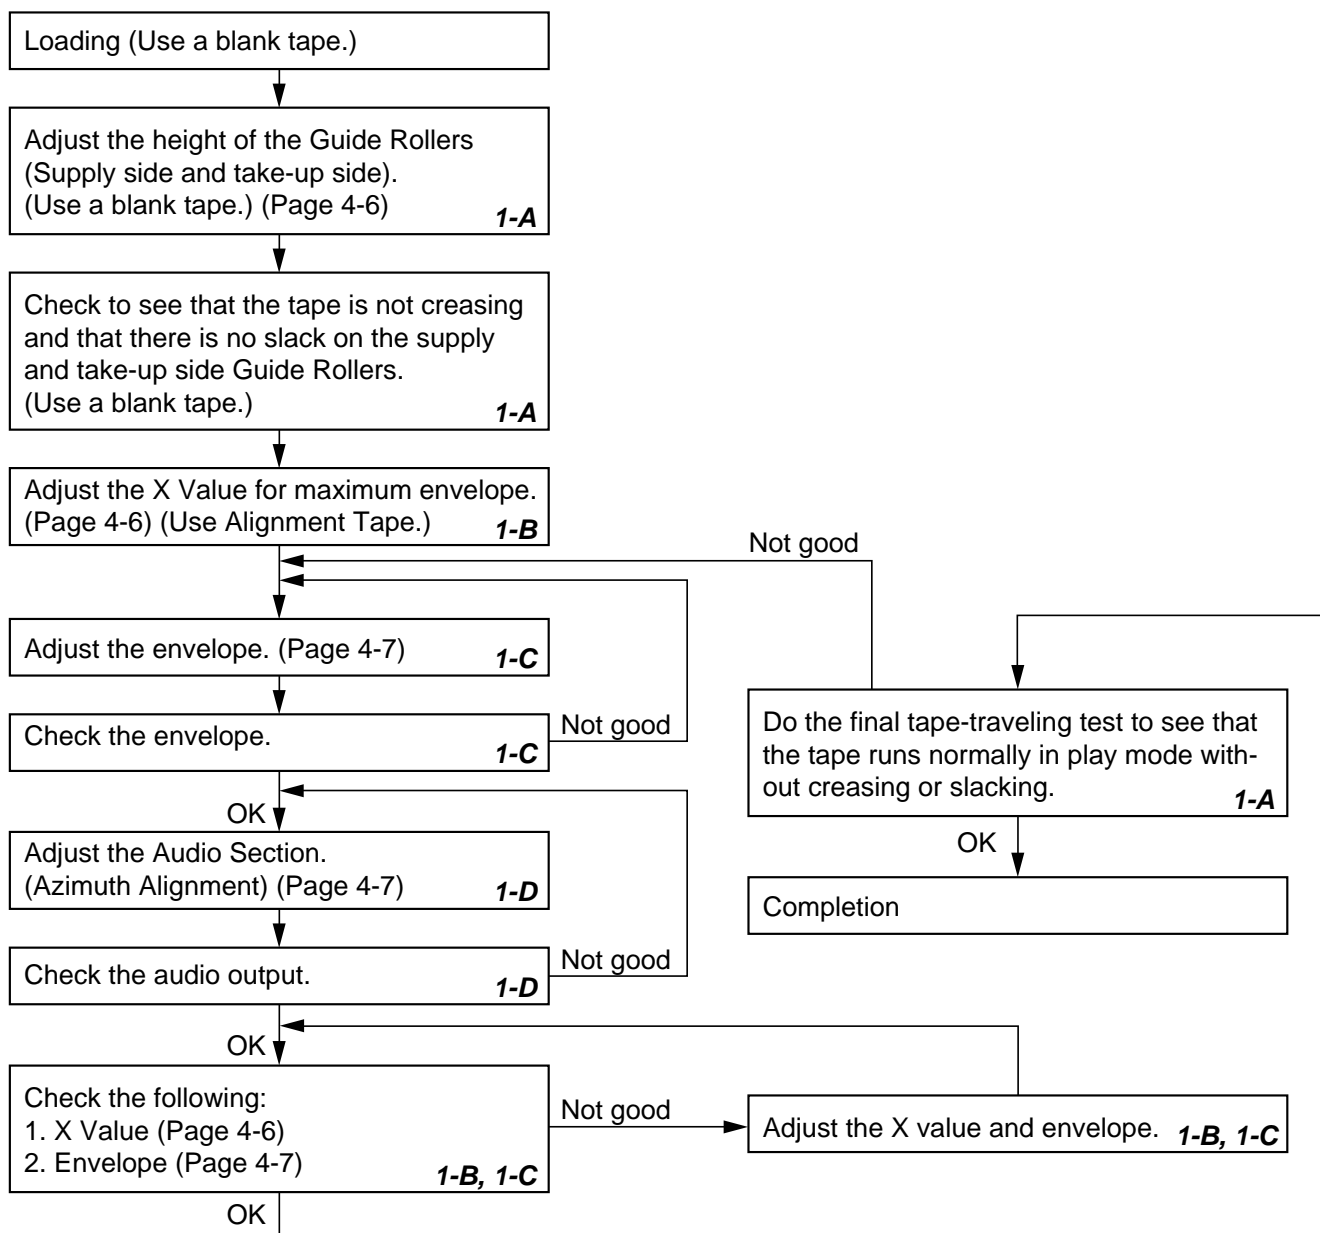 Loading (Use a blank tape.)
Adjust the height of the Guide Rollers
(Supply side and take-up side).
(Use a blank tape.) (Page 4-6)
1-A
Check to see that the tape is not creasing
and that there is no slack on the supply
and take-up side Guide Rollers.
(Use a blank tape.)
1-A
Adjust the X Value for maximum envelope.
(Page 4-6) (Use Alignment Tape.)
1-B
Adjust the envelope. (Page 4-7)
1-C
Check the envelope.
1-C
Not good
OK
Adjust the Audio Section.
(Azimuth Alignment) (Page 4-7)
1-D
Check the audio output.
1-D
Not good
OK
Check the following:
1. X Value (Page 4-6)
2. Envelope (Page 4-7)
1-B, 1-C
Not good
Adjust the X value and envelope.
1-B, 1-C
OK
Not good
Do the final tape-traveling test to see that
the tape runs normally in play mode with-
out creasing or slacking.
1-A
OK
Completion